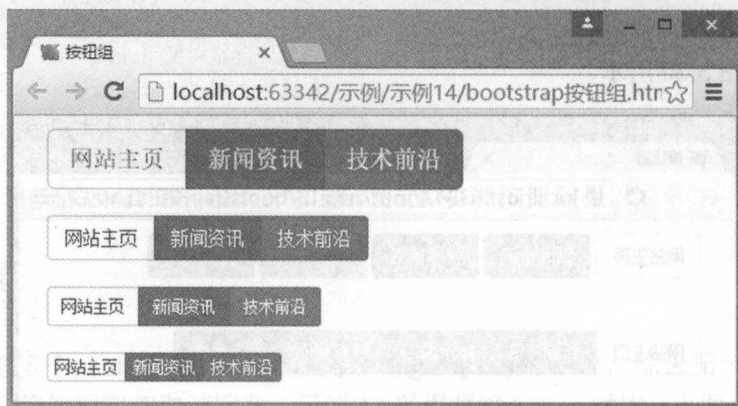 按钮组
localhost:63342/示例/示例14/bootstrap按钮组.htm
网站主页 新闻资讯 技术前沿
网站主页 新闻资讯 技术前沿
网站主页 新闻资讯 技术前沿
网站主页 新闻资讯 技术前沿